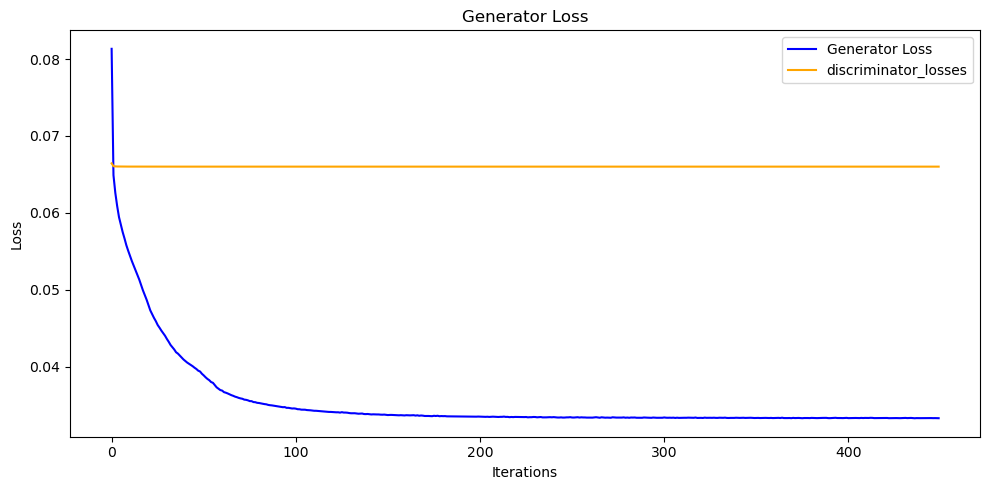 Generator Loss
Generator Loss
discriminator_losses
0.08
0.07
0.06
0.05
0.04
Loss
0
100
200
300
400
Iterations